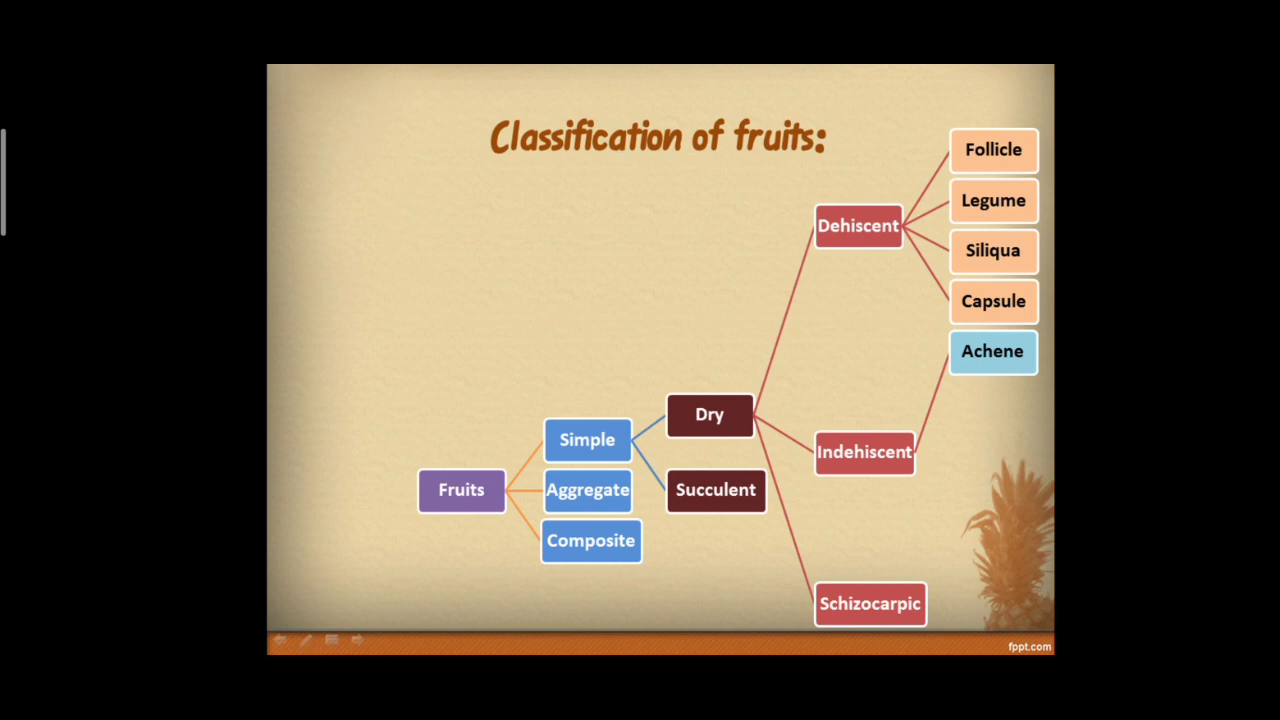 Classification of fruits:
Follicle
Legume
Dehiscent
Siliqua
Capsule
Achene
Dry
Simple
Indehiscent
Fruits
Aggregate
Succulent
Composite
Schizocarpic
fppt.com